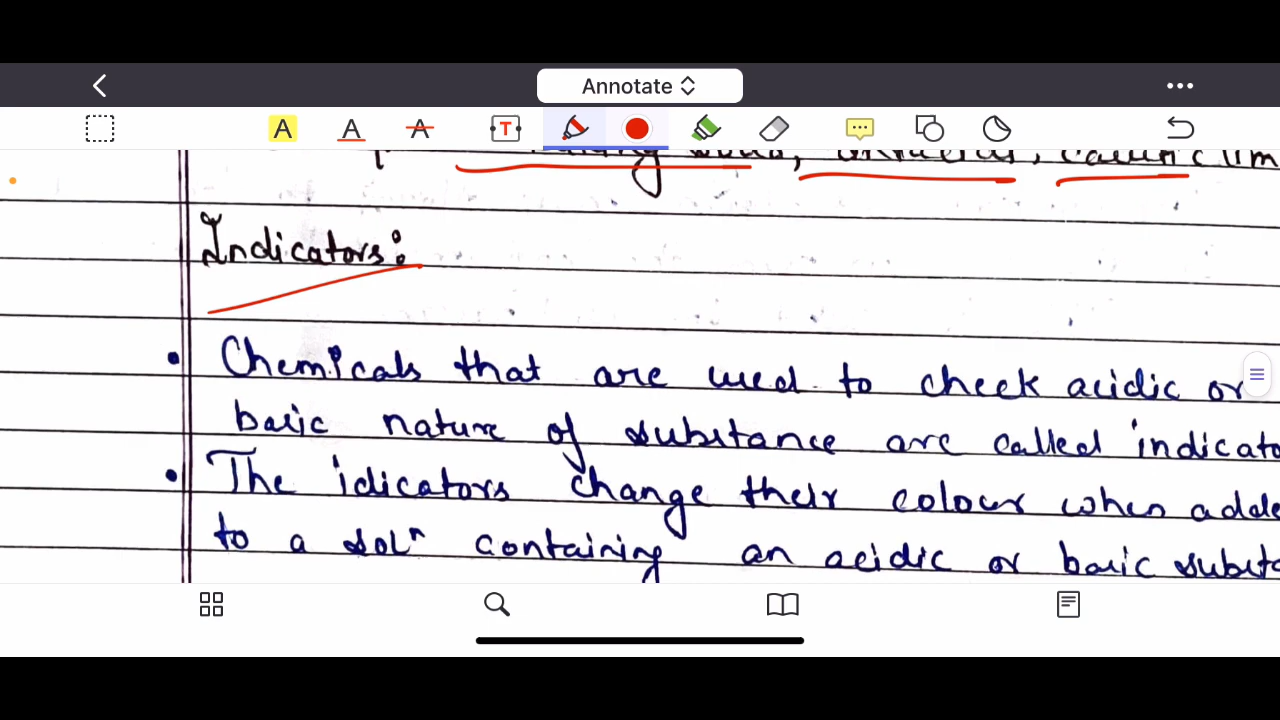 Annotate
Indicators:
• Chemicals that are used to check acidic or
basic nature of substance are called indicato
• The idicators change their colour when adde
to a solⁿ containing an acidic or basic substa